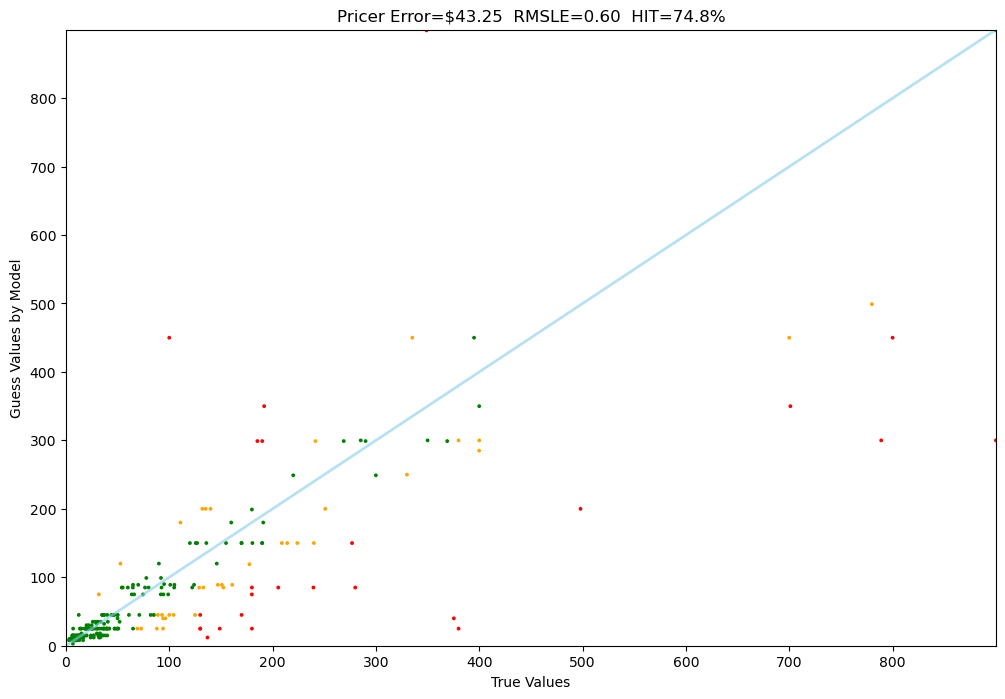 Pricer Error=$43.25  RMSLE=0.60  HIT=74.8%
Guess Values by Model
800
700
600
500
400
300
200
100
0
0 100 200 300 400 500 600 700 800
True Values